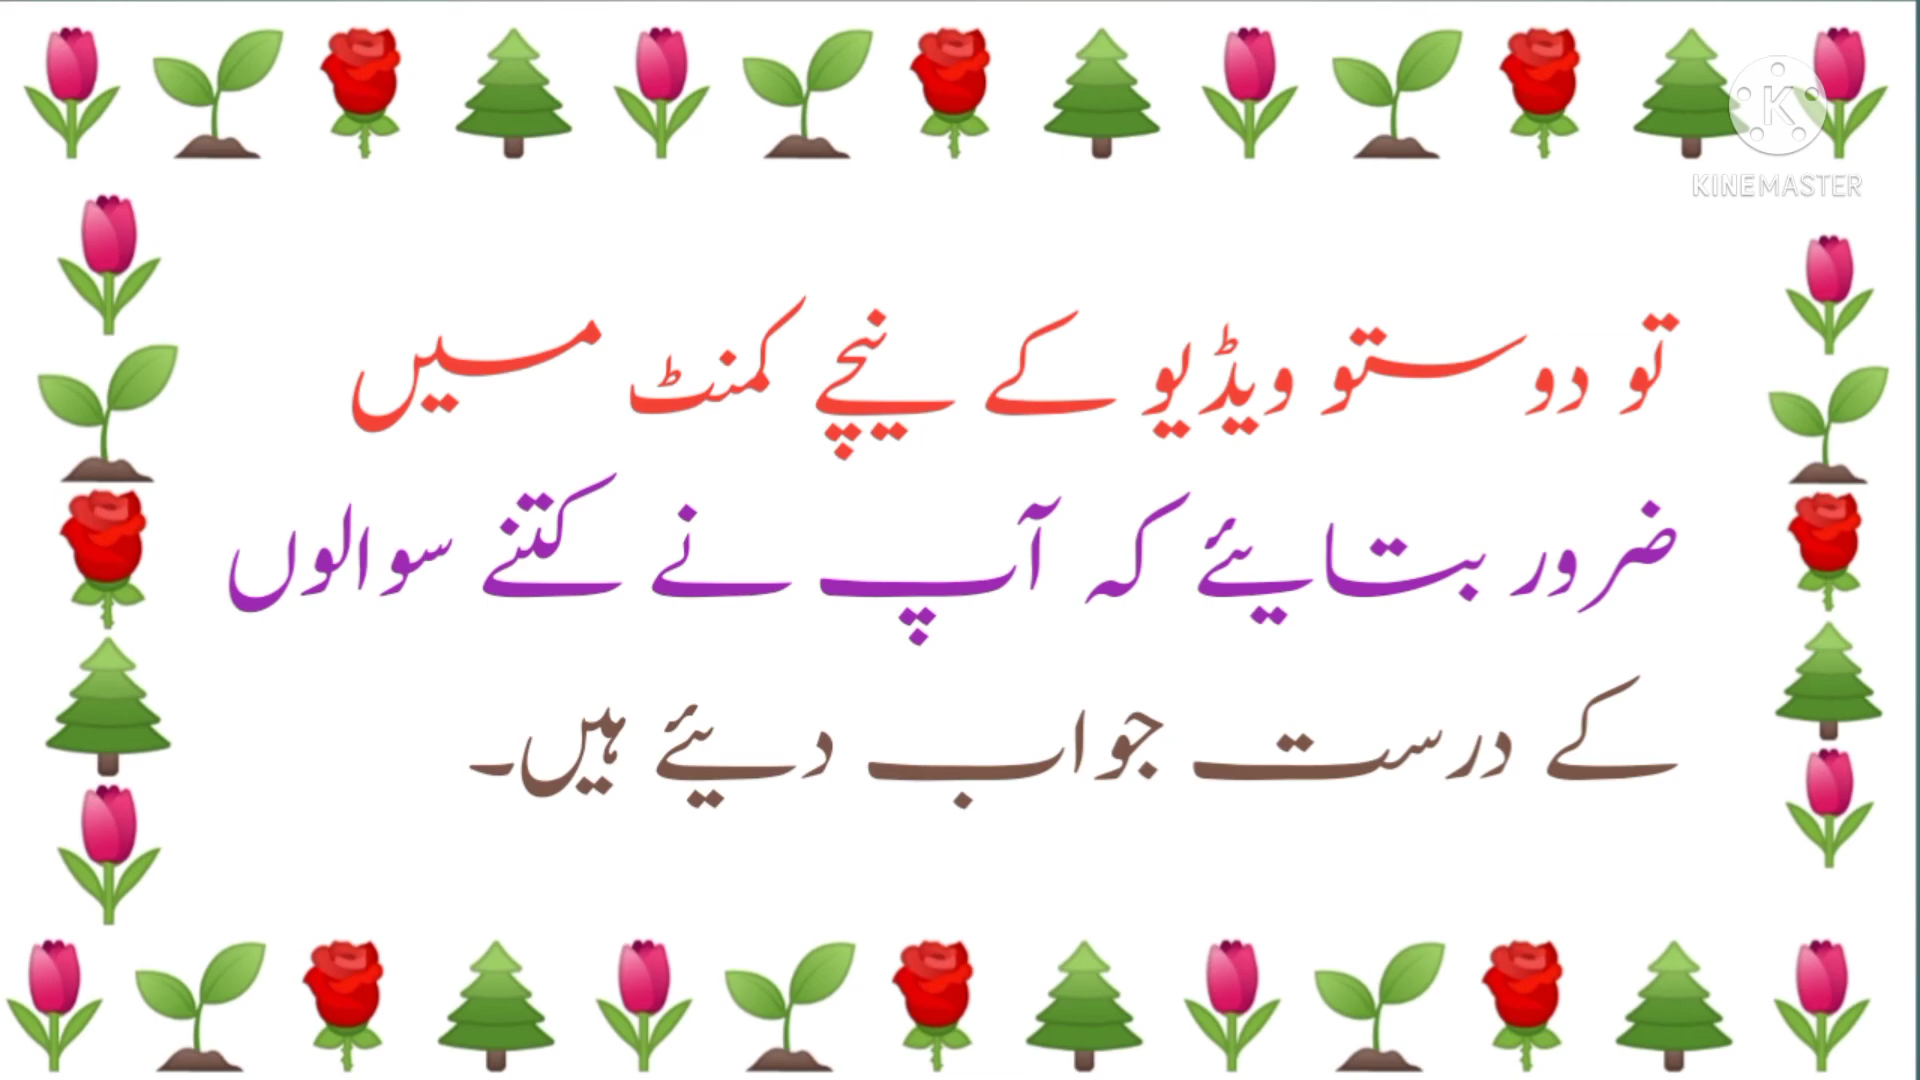 KINEMASTER
تو دوستو ویڈیو کے نیچے کمنٹ میں
ضرور بتایئے کہ آپ نے کتنے سوالوں
کے درست جواب دیئے ہیں۔